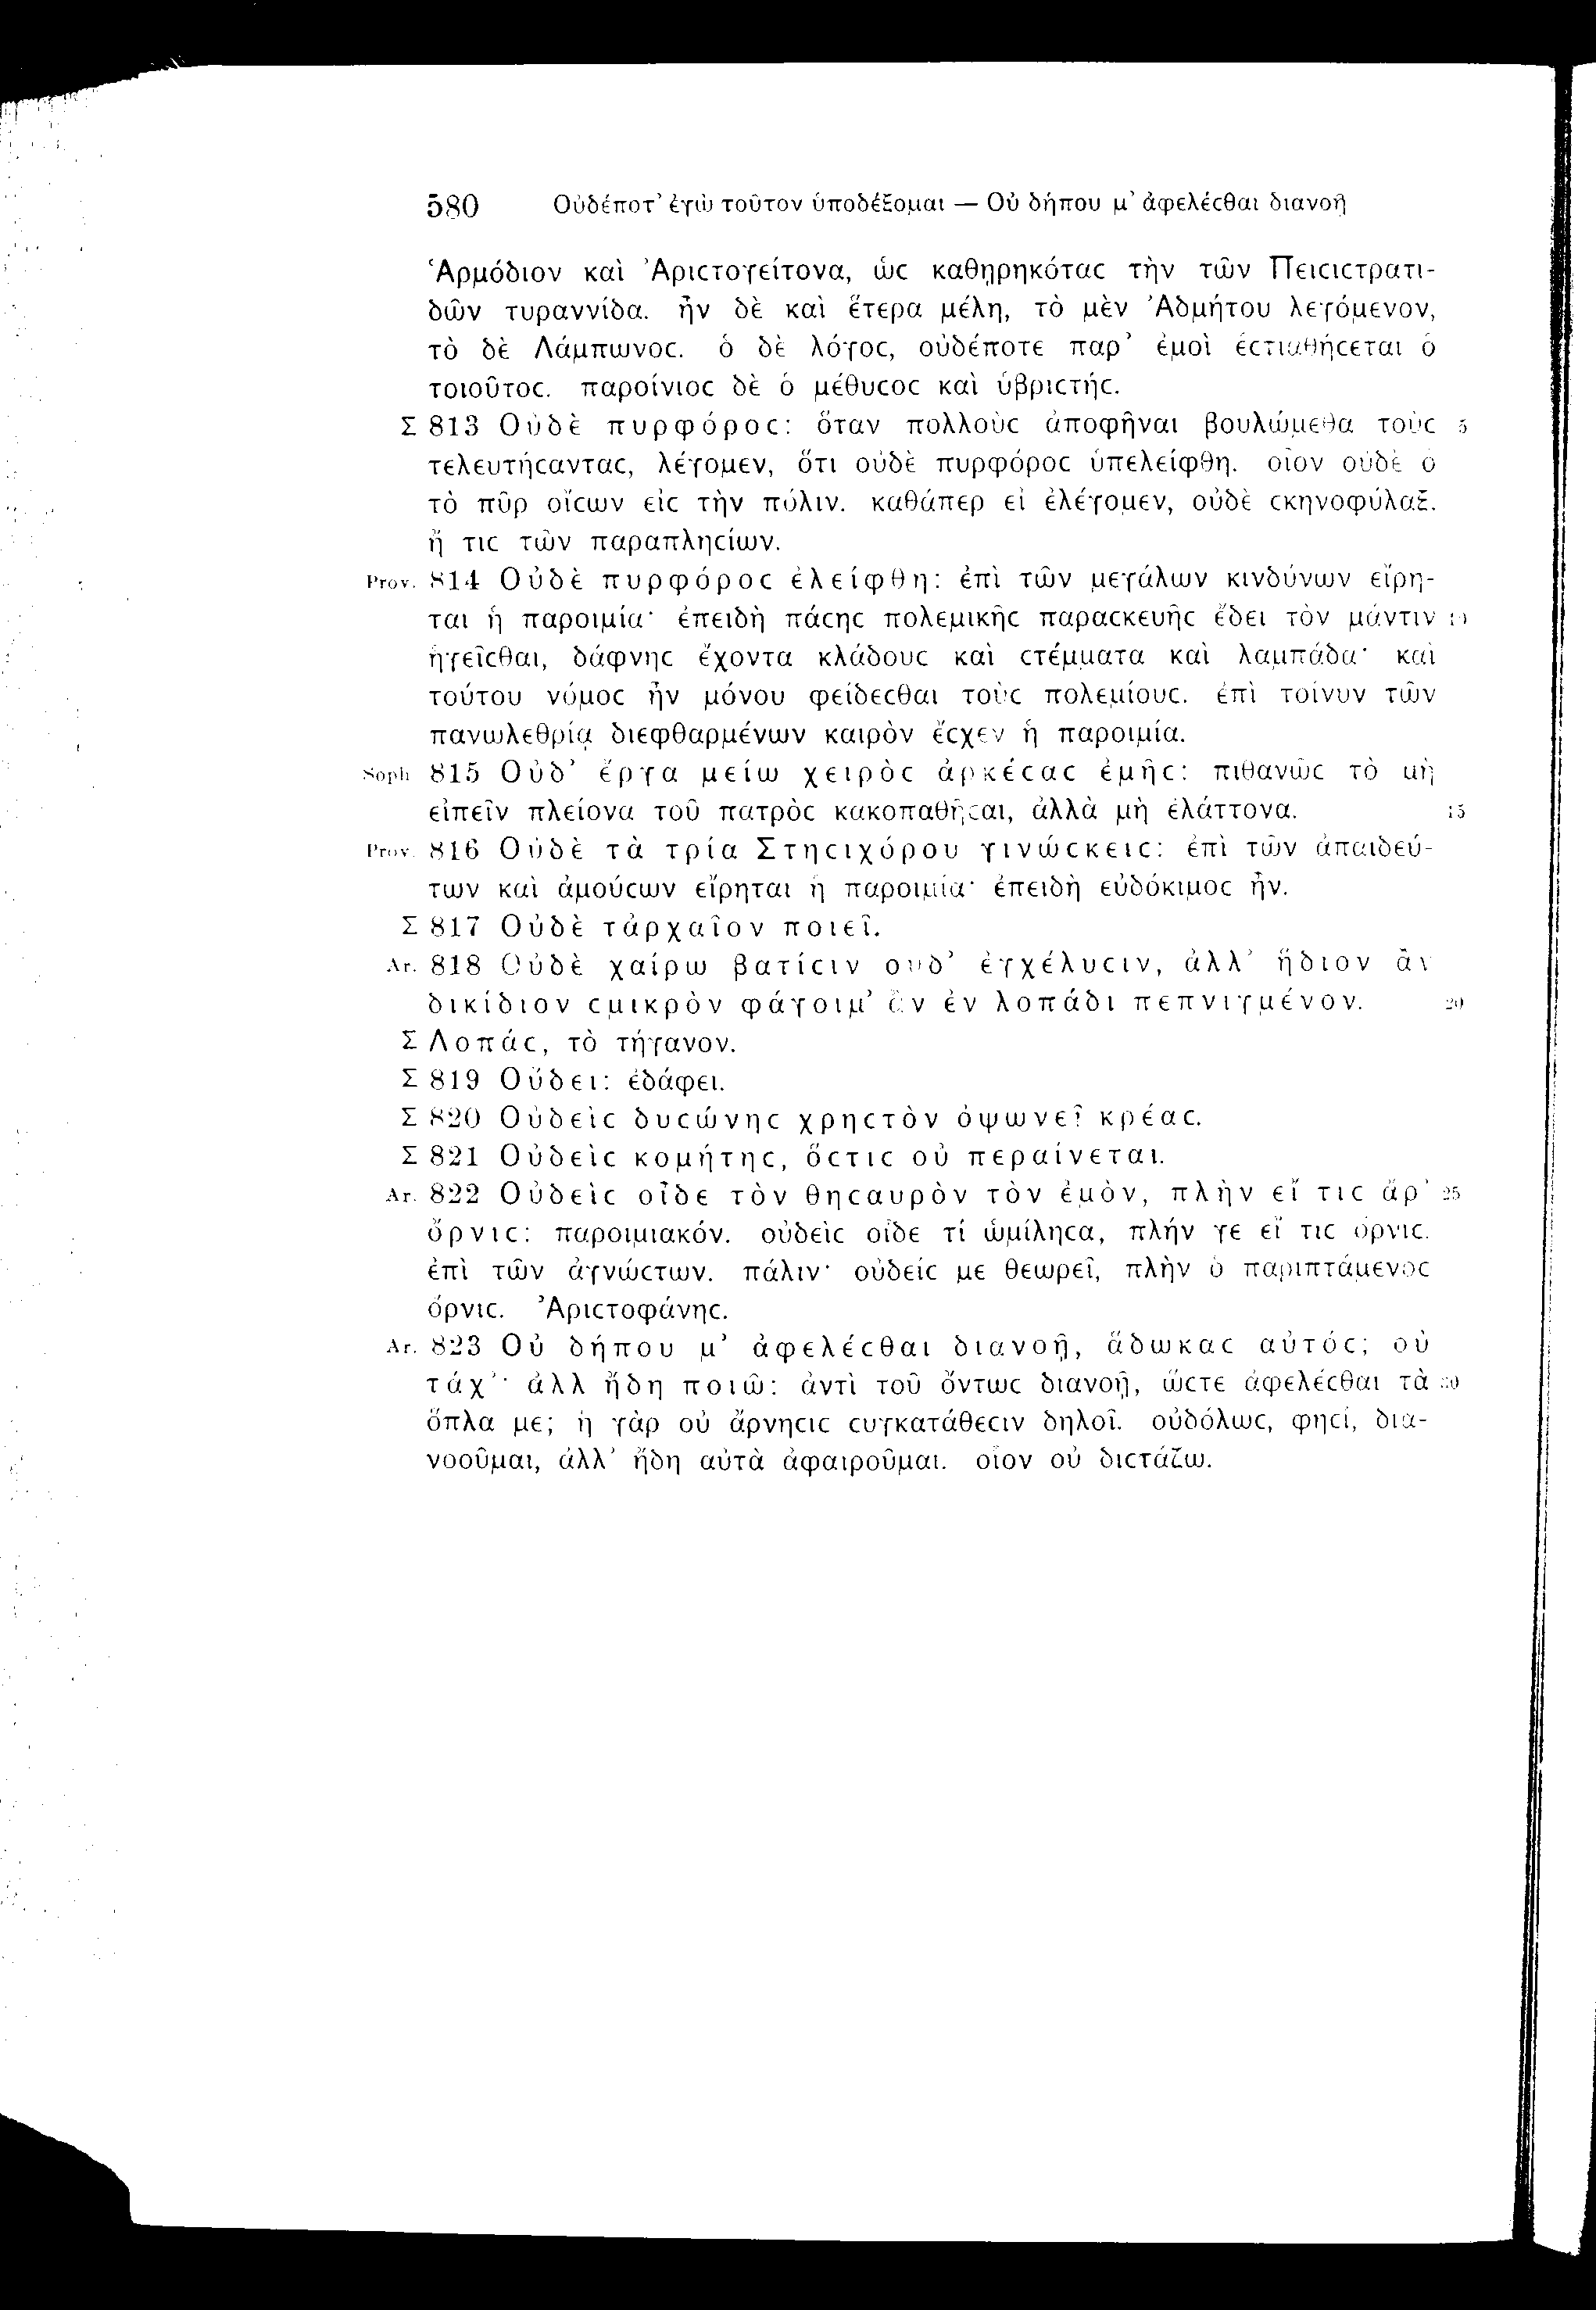 580 Οὐδέποτ’ ἐγὼ τοῦτον ὑποδέξομαι — Οὐ δήπου μ’ ἀφελέϲθαι διανοῇ
Ἁρμόδιον καὶ Ἀριϲτογείτονα, ὡϲ καθῃρηκόταϲ τὴν τῶν Πειϲιϲτρατι-
δῶν τυραννίδα. ἦν δὲ καὶ ἕτερα μέλη, τὸ μὲν Ἀδμήτου λεγόμενον,
τὸ δὲ Λάμπωνοϲ. ὁ δὲ λόγοϲ, οὐδέποτε παρ’ ἐμοὶ ἑϲτιαθήϲεται ὁ
τοιοῦτοϲ. παροίνιοϲ δὲ ὁ μέθυϲοϲ καὶ ὑβριϲτήϲ.
Σ 813 Οὐδὲ πυρφόροϲ: ὅταν πολλοὺϲ ἀποφῆναι βουλώμεθα τοὺϲ 5
τελευτήϲανταϲ, λέγομεν, ὅτι οὐδὲ πυρφόροϲ ὑπελείφθη. οἷον οὐδὲ ὁ
τὸ πῦρ οἴϲων εἰϲ τὴν πόλιν. καθάπερ εἰ ἐλέγομεν, οὐδὲ ϲκηνοφύλαξ.
ἤ τιϲ τῶν παραπληϲίων.
Prov. 814 Οὐδὲ πυρφόροϲ ἐλείφθη: ἐπὶ τῶν μεγάλων κινδύνων εἴρη-
ται ἡ παροιμία· ἐπειδὴ πάϲηϲ πολεμικῆϲ παραϲκευῆϲ ἔδει τὸν μάντιν 10
ἡγεῖϲθαι, δάφνηϲ ἔχοντα κλάδουϲ καὶ ϲτέμματα καὶ λαμπάδα· καὶ
τούτου νόμοϲ ἦν μόνου φείδεϲθαι τοὺϲ πολεμίουϲ. ἐπὶ τοίνυν τῶν
πανωλεθρίᾳ διεφθαρμένων καιρὸν ἔϲχεν ἡ παροιμία.
Soph 815 Οὐδ’ ἔργα μείω χειρὸϲ ἀρκέϲαϲ ἐμῆϲ: πιθανῶϲ τὸ μὴ
εἰπεῖν πλείονα τοῦ πατρὸϲ κακοπαθῆϲαι, ἀλλὰ μὴ ἐλάττονα. 15
Prov. 816 Οὐδὲ τὰ τρία Στηϲιχόρου γινώϲκειϲ: ἐπὶ τῶν ἀπαιδεύ-
των καὶ ἀμούϲων εἴρηται ἡ παροιμία· ἐπειδὴ εὐδόκιμοϲ ἦν.
Σ 817 Οὐδὲ τἀρχαῖον ποιεῖ.
Ar. 818 Οὐδὲ χαίρω βατίϲιν οὐδ’ ἐγχέλυϲιν, ἀλλ’ ἥδιον ἂν
δικίδιον ϲμικρὸν φάγοιμ’ ἂν ἐν λοπάδι πεπνιγμένον. 20
Σ Λοπάϲ, τὸ τήγανον.
Σ 819 Οὔδει: ἐδάφει.
Σ 820 Οὐδεὶϲ δυϲώνηϲ χρηϲτὸν ὀψωνεῖ κρέαϲ.
Σ 821 Οὐδεὶϲ κομήτηϲ, ὅϲτιϲ οὐ περαίνεται.
Ar. 822 Οὐδεὶϲ οἶδε τὸν θηϲαυρὸν τὸν ἐμὸν, πλὴν εἴ τιϲ ἄρ’ 25
ὄρνιϲ: παροιμιακόν. οὐδεὶϲ οἶδε τί ὡμίληϲα, πλήν γε εἴ τιϲ ὄρνιϲ.
ἐπὶ τῶν ἀγνώϲτων. πάλιν· οὐδείϲ με θεωρεῖ, πλὴν ὁ παριπτάμενοϲ
ὄρνιϲ. Ἀριϲτοφάνηϲ.
Ar. 823 Οὐ δήπου μ’ ἀφελέϲθαι διανοῇ, ἅδωκαϲ αὐτόϲ; οὐ
τάχ’· ἀλλ ἤδη ποιῶ: ἀντὶ τοῦ ὄντωϲ διανοῇ, ὥϲτε ἀφελέϲθαι τὰ 30
ὅπλα με; ἡ γὰρ οὐ ἄρνηϲιϲ ϲυγκατάθεϲιν δηλοῖ. οὐδόλωϲ, φηϲί, δια-
νοοῦμαι, ἀλλ’ ἤδη αὐτὰ ἀφαιροῦμαι. οἷον οὐ διϲτάζω.